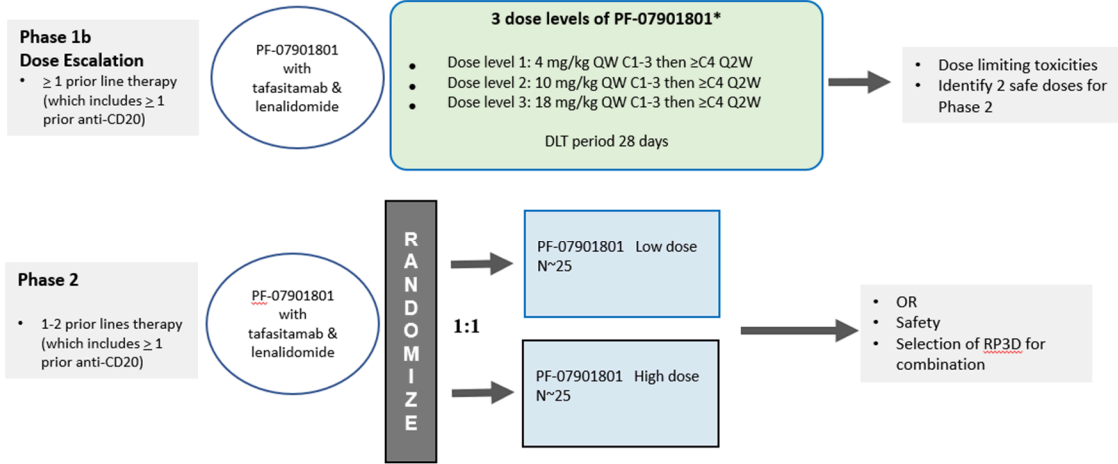 Phase 1b
Dose Escalation
• ≥ 1 prior line therapy
(which includes ≥ 1
prior anti-CD20)
PF-07901801
with
tafasitamab &
lenalidomide
3 dose levels of PF-07901801*
• Dose level 1: 4 mg/kg QW C1-3 then ≥C4 Q2W
• Dose level 2: 10 mg/kg QW C1-3 then ≥C4 Q2W
• Dose level 3: 18 mg/kg QW C1-3 then ≥C4 Q2W
DLT period 28 days
• Dose limiting toxicities
• Identify 2 safe doses for
Phase 2
Phase 2
• 1-2 prior lines therapy
(which includes ≥ 1
prior anti-CD20)
PF-07901801
with
tafasitamab &
lenalidomide
RANDOMIZE
1:1
PF-07901801 Low dose
N~25
PF-07901801 High dose
N~25
• OR
• Safety
• Selection of RP3D for
combination